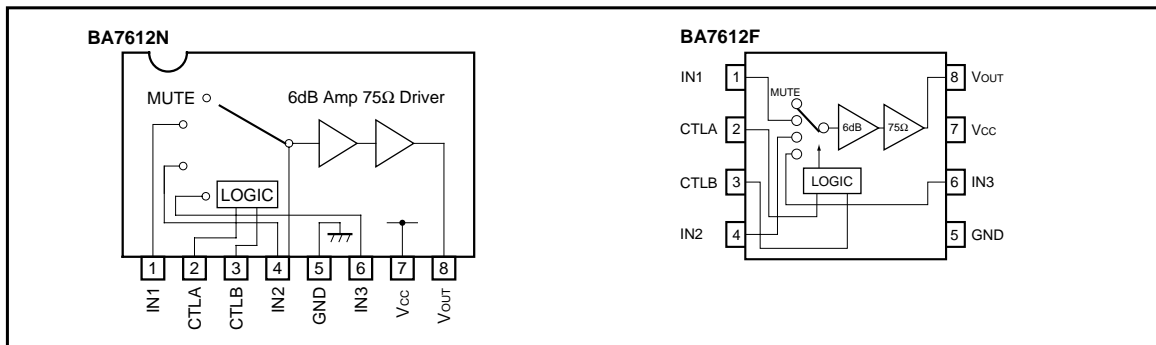 BA7612N
MUTE
6dB Amp 75Ω Driver
LOGIC
1 2 3 4 5 6 7 8
IN1 CTLA CTLB IN2 GND IN3 Vcc VOUT
BA7612F
IN1 1
CTLA 2
CTLB 3
IN2 4
MUTE
6dB 75Ω
LOGIC
8 VOUT
7 Vcc
6 IN3
5 GND